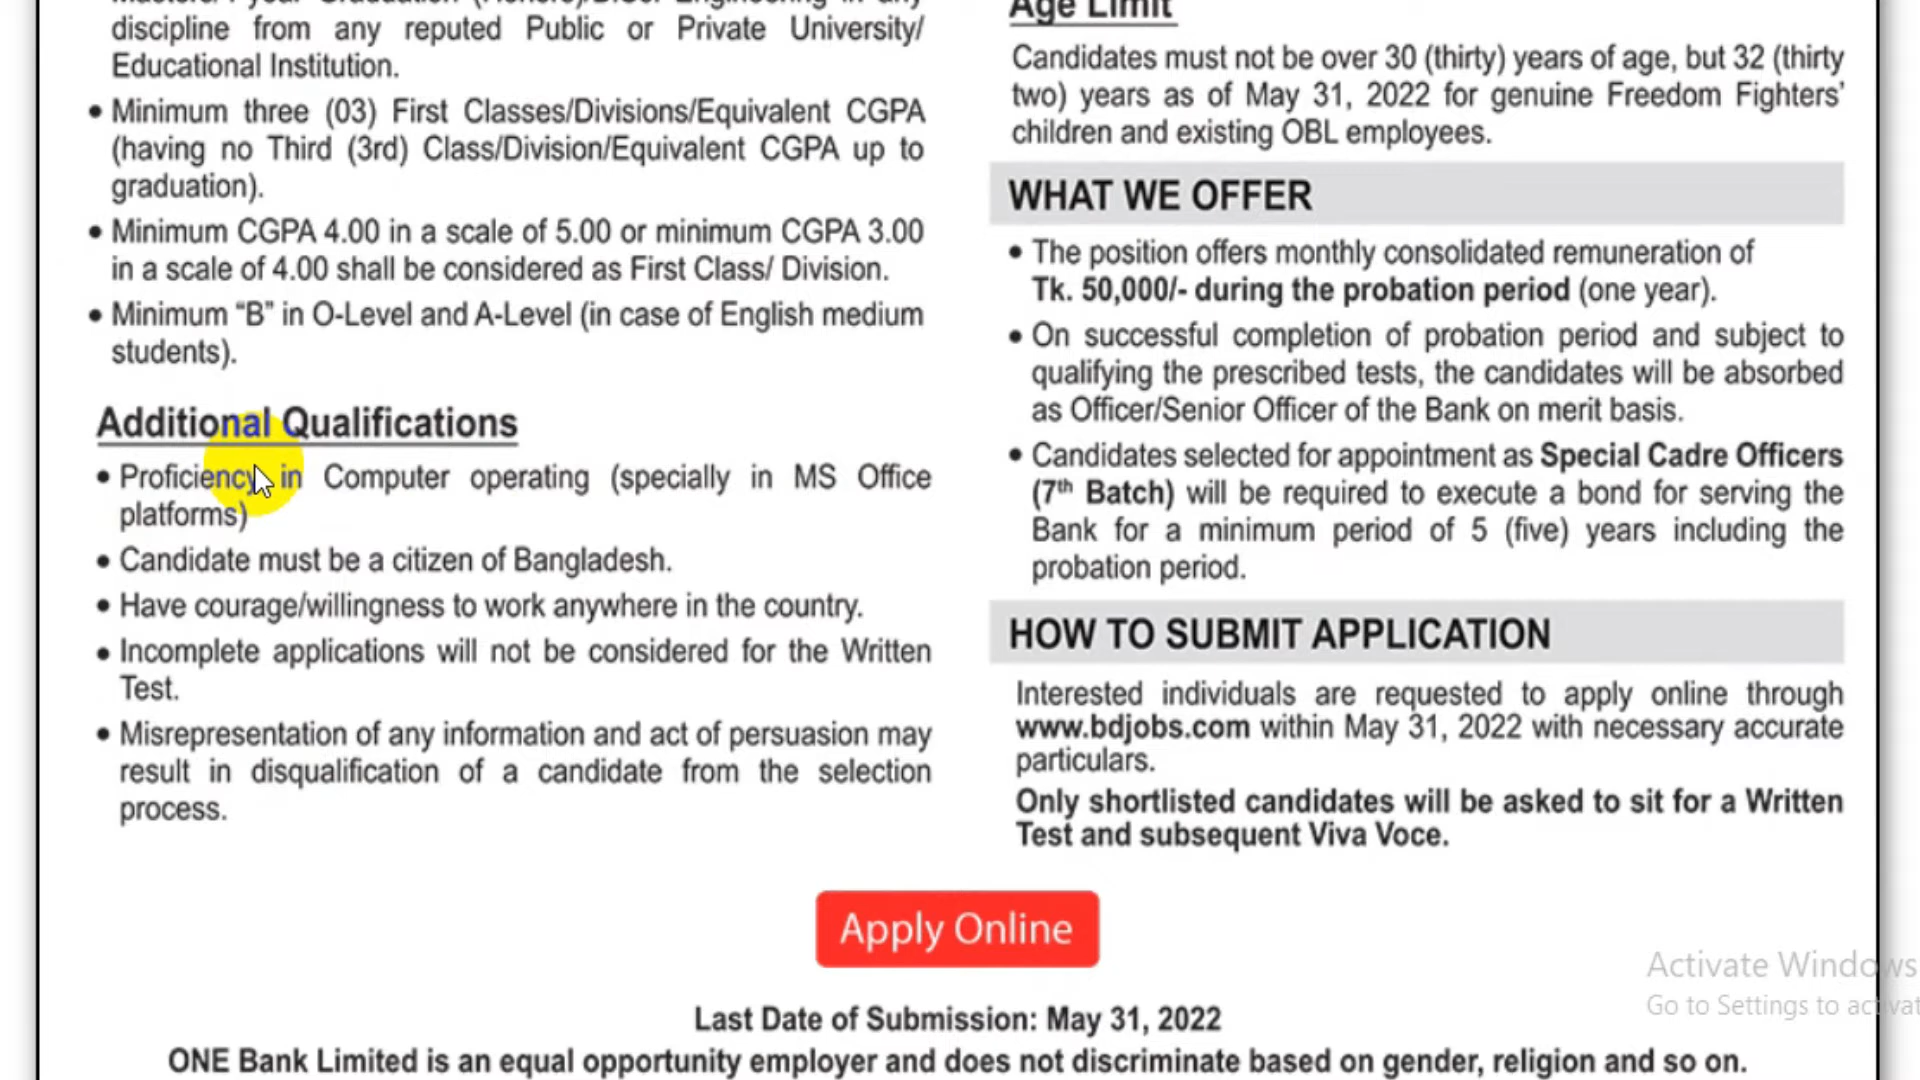 discipline from any reputed Public or Private University/
Educational Institution.
• Minimum three (03) First Classes/Divisions/Equivalent CGPA
(having no Third (3rd) Class/Division/Equivalent CGPA up to
graduation).
• Minimum CGPA 4.00 in a scale of 5.00 or minimum CGPA 3.00
in a scale of 4.00 shall be considered as First Class/ Division.
• Minimum “B” in O-Level and A-Level (in case of English medium
students).
Additional Qualifications
• Proficiency in Computer operating (specially in MS Office
platforms)
• Candidate must be a citizen of Bangladesh.
• Have courage/willingness to work anywhere in the country.
• Incomplete applications will not be considered for the Written
Test.
• Misrepresentation of any information and act of persuasion may
result in disqualification of a candidate from the selection
process.
Age Limit
Candidates must not be over 30 (thirty) years of age, but 32 (thirty
two) years as of May 31, 2022 for genuine Freedom Fighters’
children and existing OBL employees.
WHAT WE OFFER
• The position offers monthly consolidated remuneration of
Tk. 50,000/- during the probation period (one year).
• On successful completion of probation period and subject to
qualifying the prescribed tests, the candidates will be absorbed
as Officer/Senior Officer of the Bank on merit basis.
• Candidates selected for appointment as Special Cadre Officers
(7th Batch) will be required to execute a bond for serving the
Bank for a minimum period of 5 (five) years including the
probation period.
HOW TO SUBMIT APPLICATION
Interested individuals are requested to apply online through
www.bdjobs.com within May 31, 2022 with necessary accurate
particulars.
Only shortlisted candidates will be asked to sit for a Written
Test and subsequent Viva Voce.
Apply Online
Last Date of Submission: May 31, 2022
ONE Bank Limited is an equal opportunity employer and does not discriminate based on gender, religion and so on.
Activate Windows
Go to Settings to activat